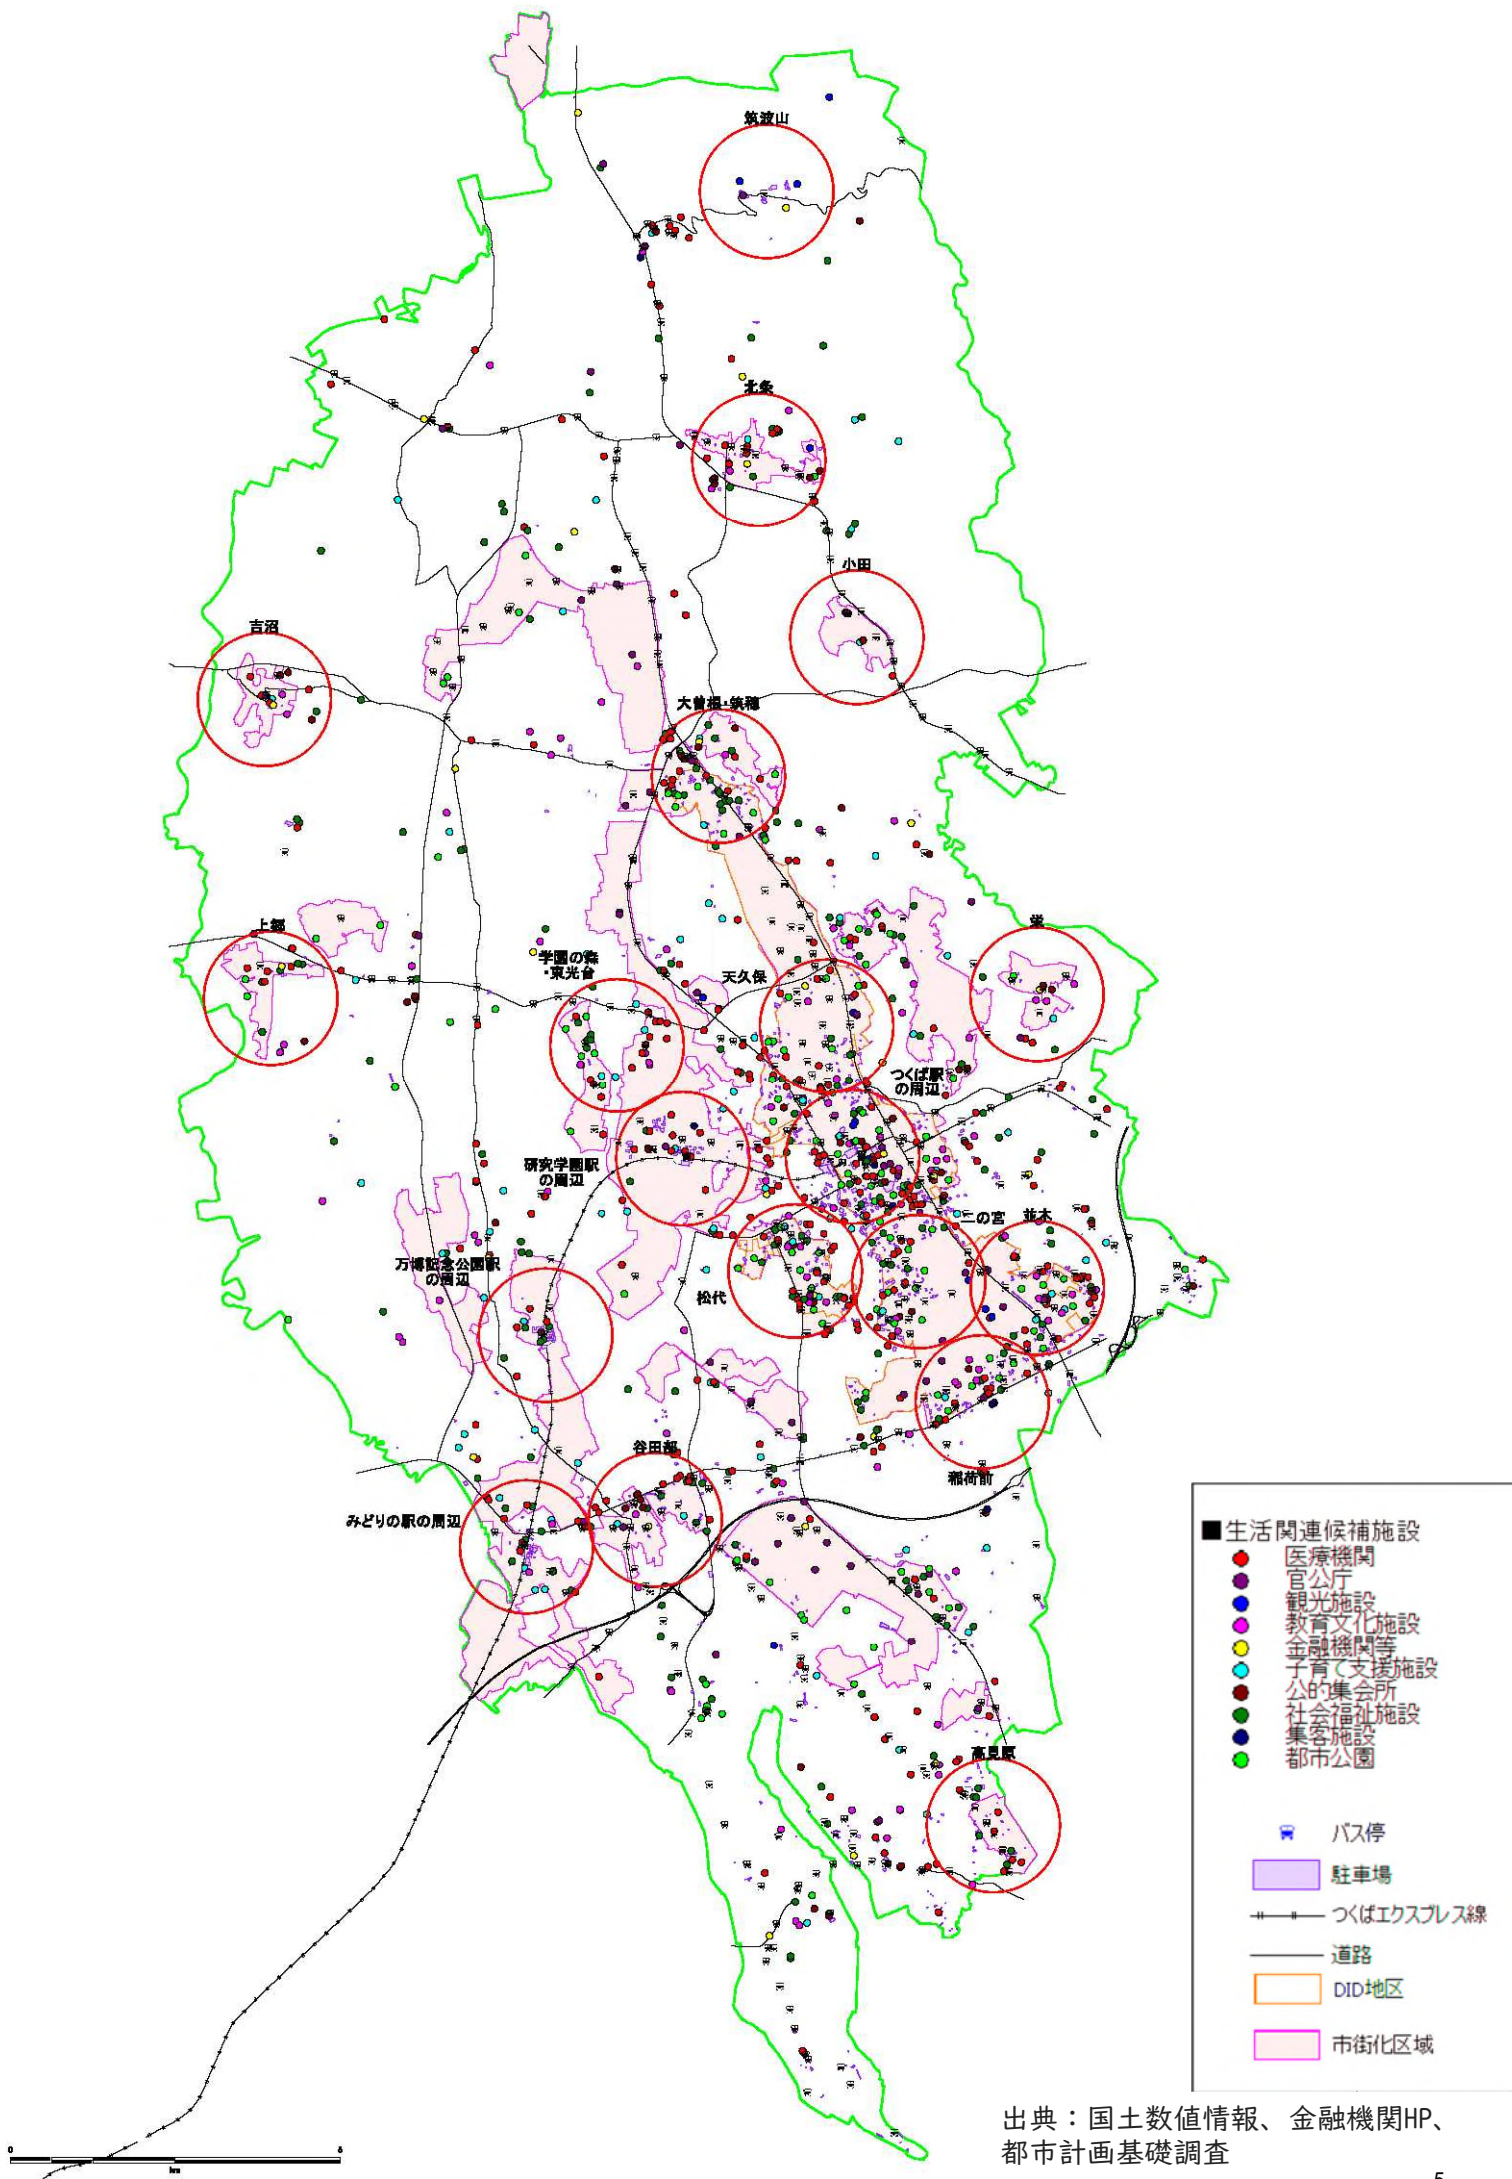 筑波山
北条
小田
吉沼
大曽根・筑穂
上郷
栄
学園の森
・東光台
天久保
つくば駅
の周辺
研究学園駅
の周辺
二の宮
並木
万博記念公園駅
の周辺
松代
谷田部
稲荷前
みどりの駅の周辺
高見原
■生活関連候補施設
医療機関
官公庁
観光施設
教育文化施設
金融機関等
子育て支援施設
公的集会所
社会福祉施設
集客施設
都市公園
バス停
駐車場
つくばエクスプレス線
道路
DID地区
市街化区域
出典：国土数値情報、金融機関HP、
都市計画基礎調査
0
km
5